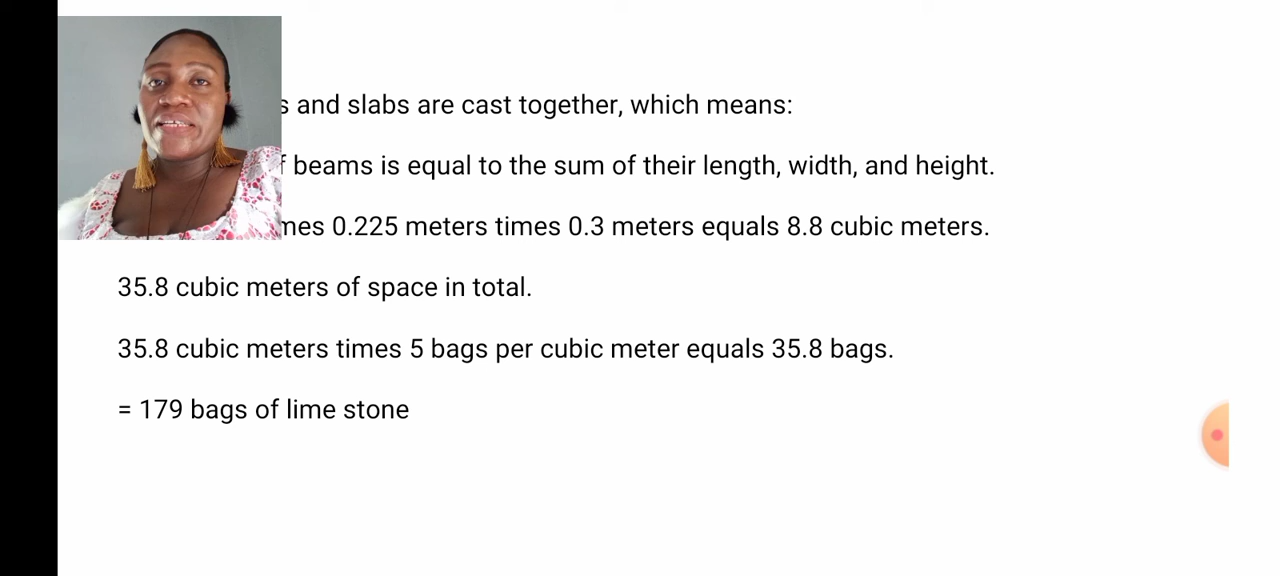 and slabs are cast together, which means:
beams is equal to the sum of their length, width, and height.
0.225 meters times 0.3 meters equals 8.8 cubic meters.
35.8 cubic meters of space in total.
35.8 cubic meters times 5 bags per cubic meter equals 35.8 bags.
= 179 bags of lime stone